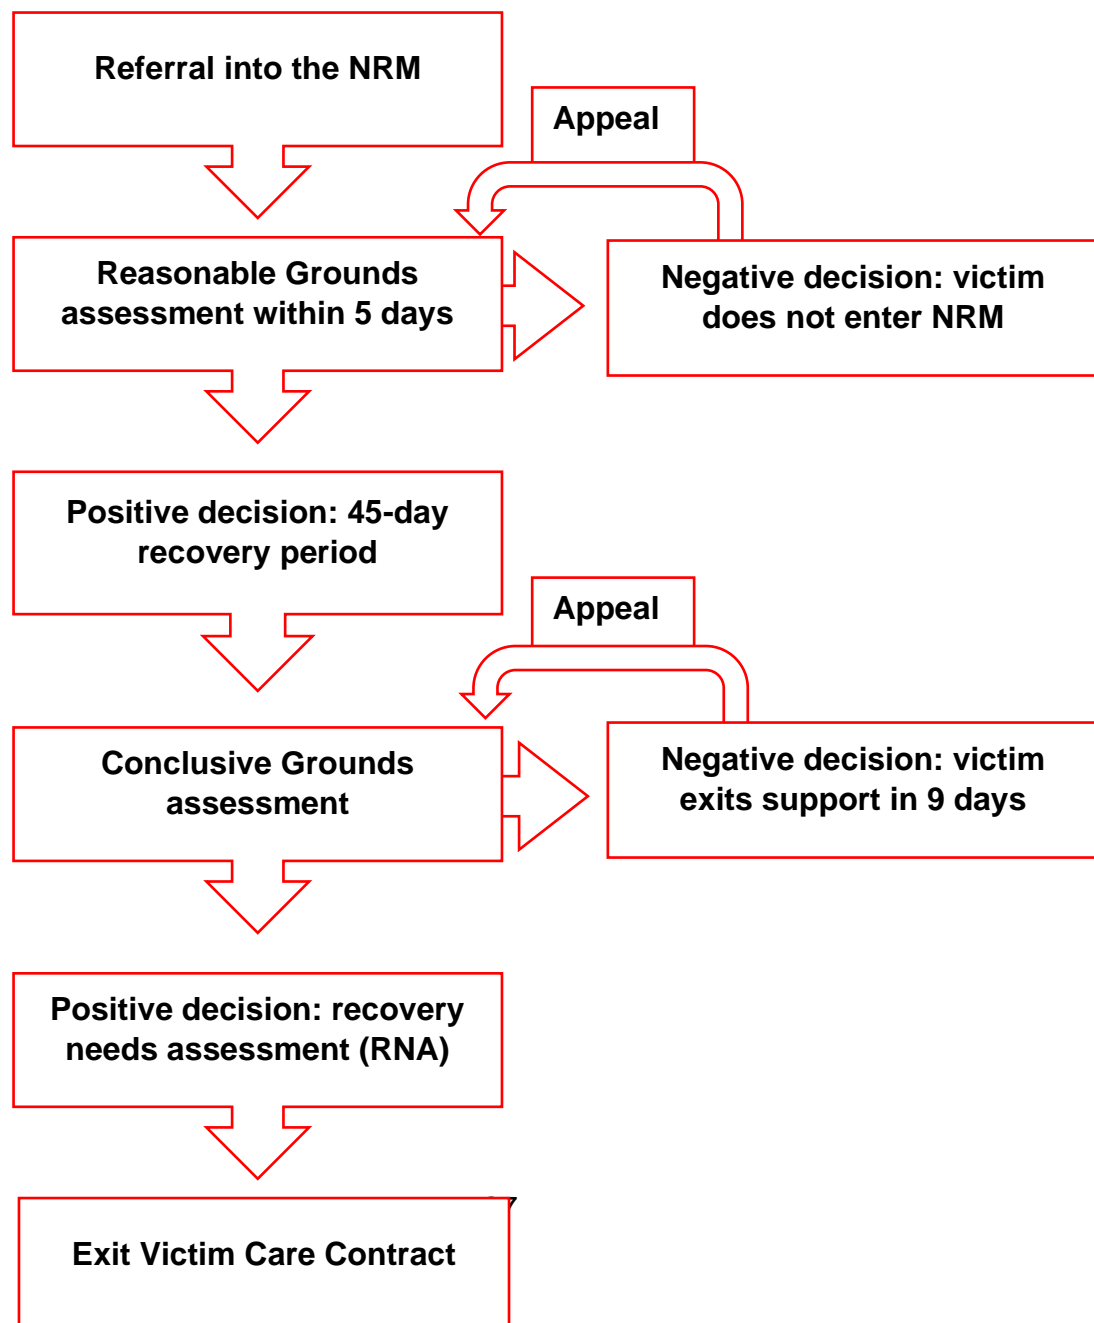 Referral into the NRM
Appeal
Reasonable Grounds
assessment within 5 days
Negative decision: victim
does not enter NRM
Positive decision: 45-day
recovery period
Appeal
Conclusive Grounds
assessment
Negative decision: victim
exits support in 9 days
Positive decision: recovery
needs assessment (RNA)
Exit Victim Care Contract